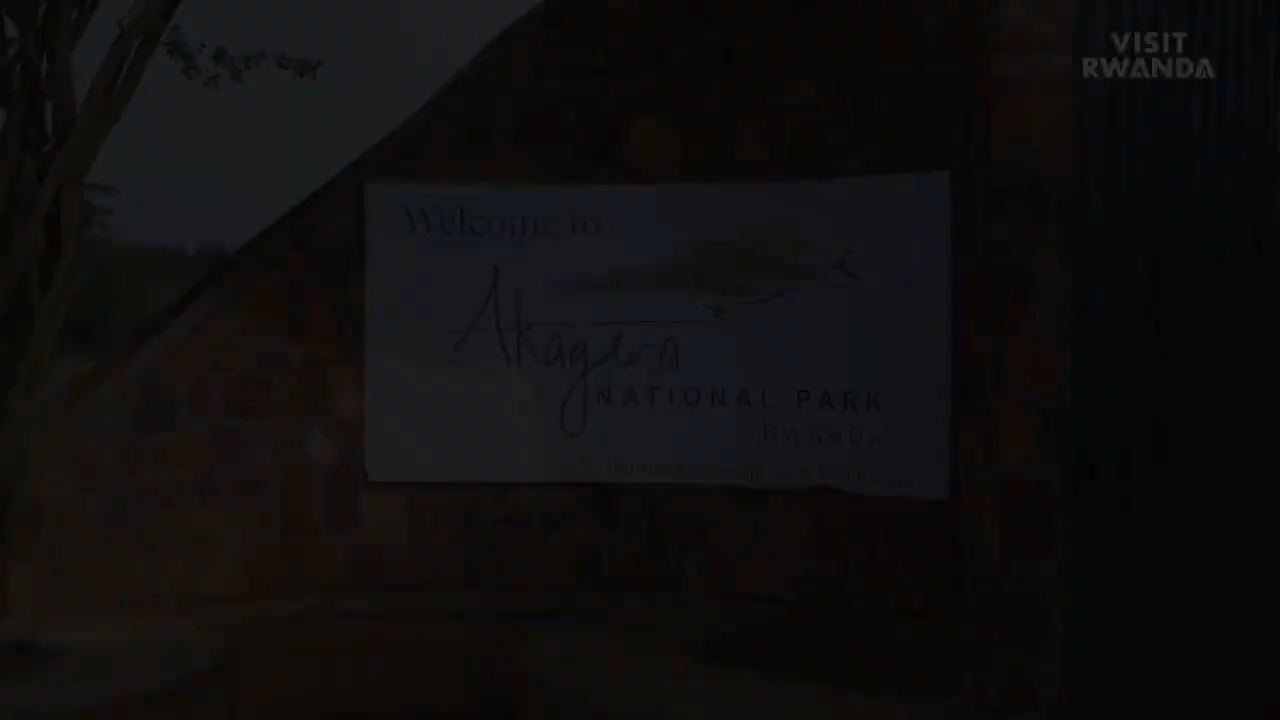 VISIT
RWANDA
Welcome to
Akagera
NATIONAL PARK
RWANDA